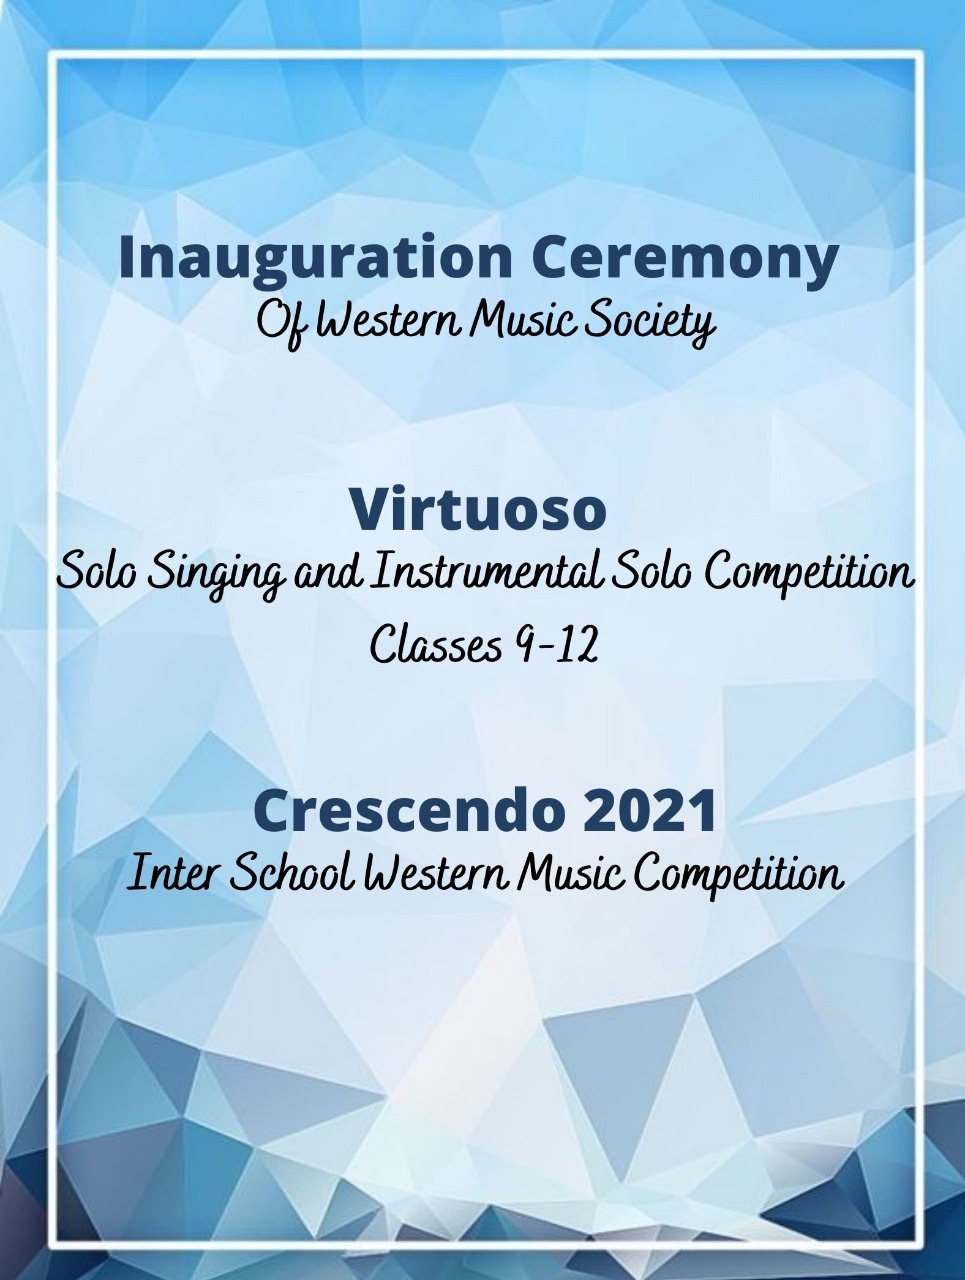 Inauguration Ceremony
Of Western Music Society
Virtuoso
Solo Singing and Instrumental Solo Competition
Classes 9-12
Crescendo 2021
Inter School Western Music Competition